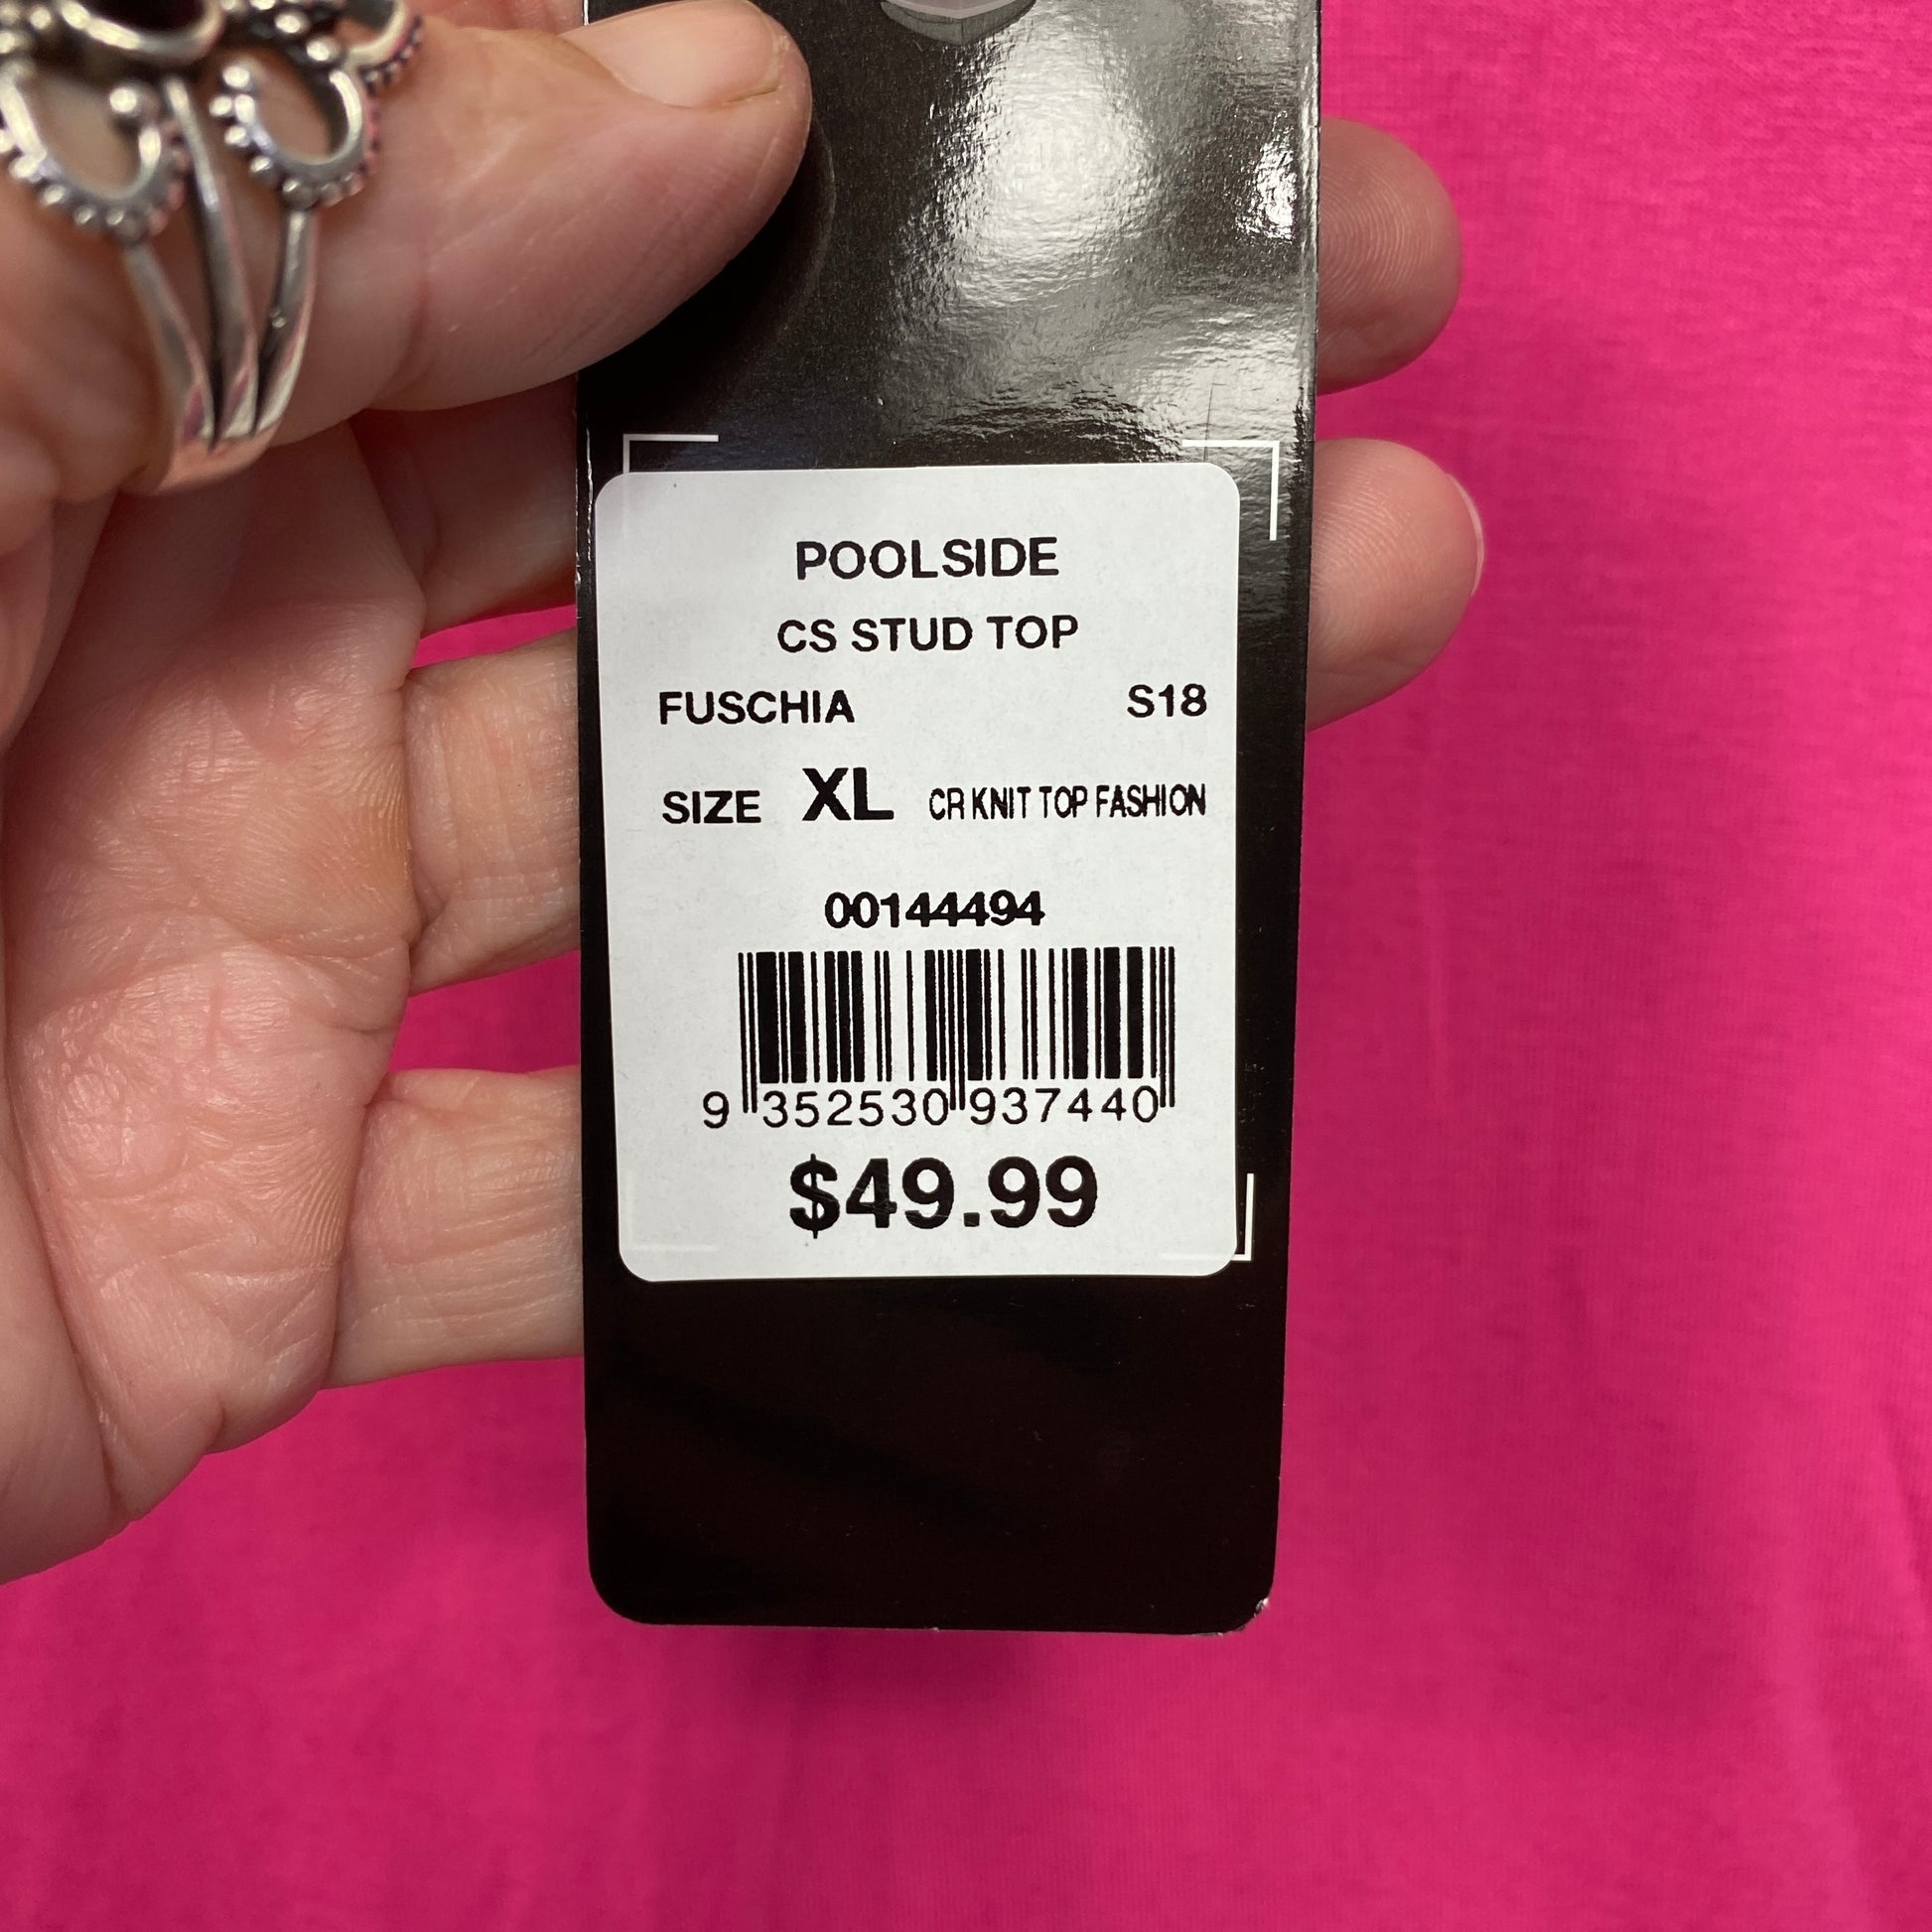 POOLSIDE
CS STUD TOP
FUSCHIA S18
SIZE XL CR KNIT TOP FASHION
00144494
9 352530 937440
$49.99